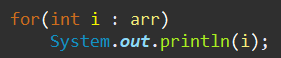 for(int i : arr)
    System.out.println(i);